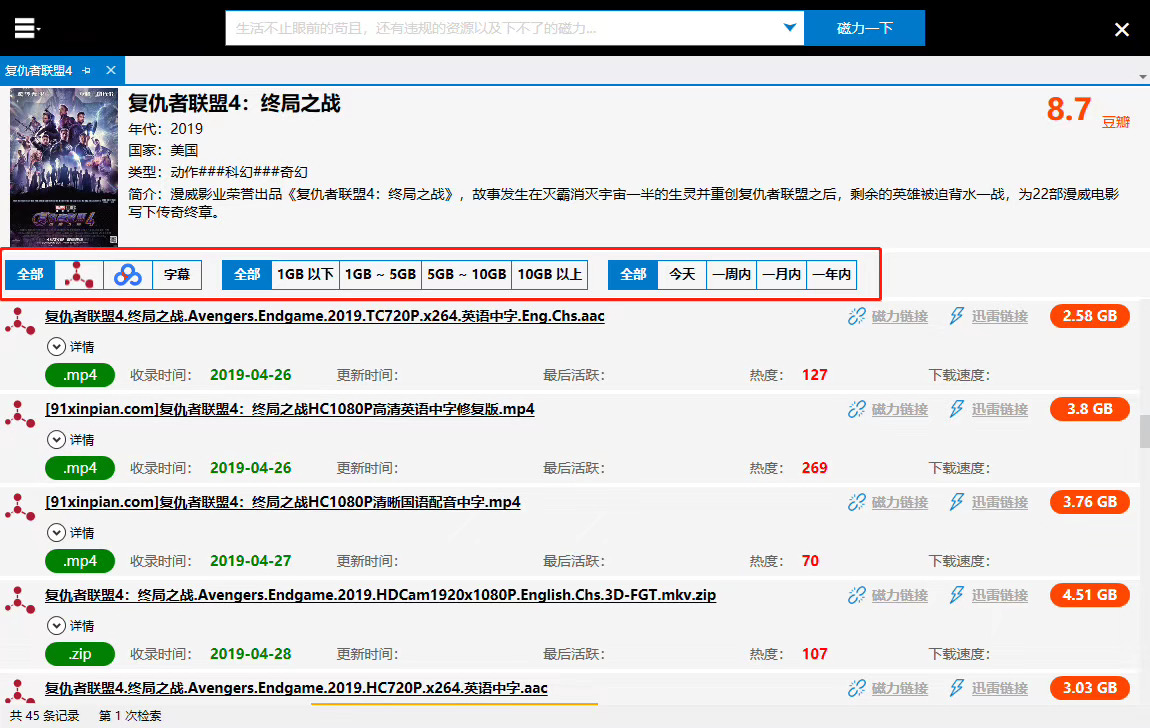 生活不止眼前的苟且，还有违规的资源以及下不了的磁力...
磁力一下
复仇者联盟4
复仇者联盟4：终局之战
8.7 豆瓣
年代：2019
国家：美国
类型：动作###科幻###奇幻
简介：漫威影业荣誉出品《复仇者联盟4：终局之战》，故事发生在灭霸消灭宇宙一半的生灵并重创复仇者联盟之后，剩余的英雄被迫背水一战，为22部漫威电影
写下传奇终章。
全部 字幕 全部 1GB 以下 1GB ~ 5GB 5GB ~ 10GB 10GB 以上 全部 今天 一周内 一月内 一年内
复仇者联盟4.终局之战.Avengers.Endgame.2019.TC720P.x264.英语中字.Eng.Chs.aac 磁力链接 迅雷链接 2.58 GB
详情
.mp4 收录时间： 2019-04-26 更新时间： 最后活跃： 热度： 127 下载速度：
[91xinpian.com]复仇者联盟4：终局之战HC1080P高清英语中字修复版.mp4 磁力链接 迅雷链接 3.8 GB
详情
.mp4 收录时间： 2019-04-26 更新时间： 最后活跃： 热度： 269 下载速度：
[91xinpian.com]复仇者联盟4：终局之战HC1080P清晰国语配音中字.mp4 磁力链接 迅雷链接 3.76 GB
详情
.mp4 收录时间： 2019-04-27 更新时间： 最后活跃： 热度： 70 下载速度：
复仇者联盟4：终局之战.Avengers.Endgame.2019.HDCam1920x1080P.English.Chs.3D-FGT.mkv.zip 磁力链接 迅雷链接 4.51 GB
详情
.zip 收录时间： 2019-04-28 更新时间： 最后活跃： 热度： 107 下载速度：
复仇者联盟4.终局之战.Avengers.Endgame.2019.HC720P.x264.英语中字.aac 磁力链接 迅雷链接 3.03 GB
共 45 条记录 第 1 次检索